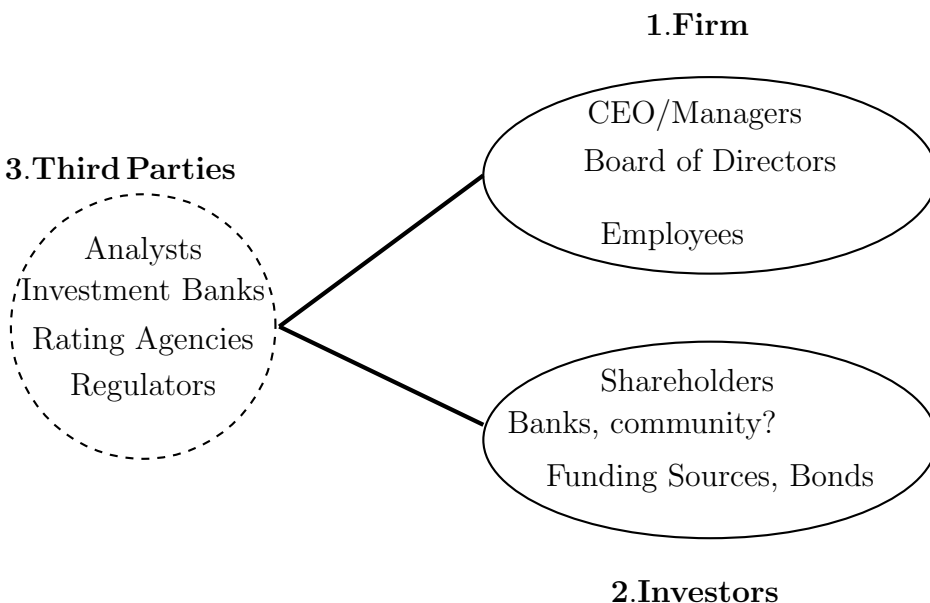 1.Firm
CEO/Managers
Board of Directors
Employees
3.Third Parties
Analysts
Investment Banks
Rating Agencies
Regulators
Shareholders
Banks, community?
Funding Sources, Bonds
2.Investors